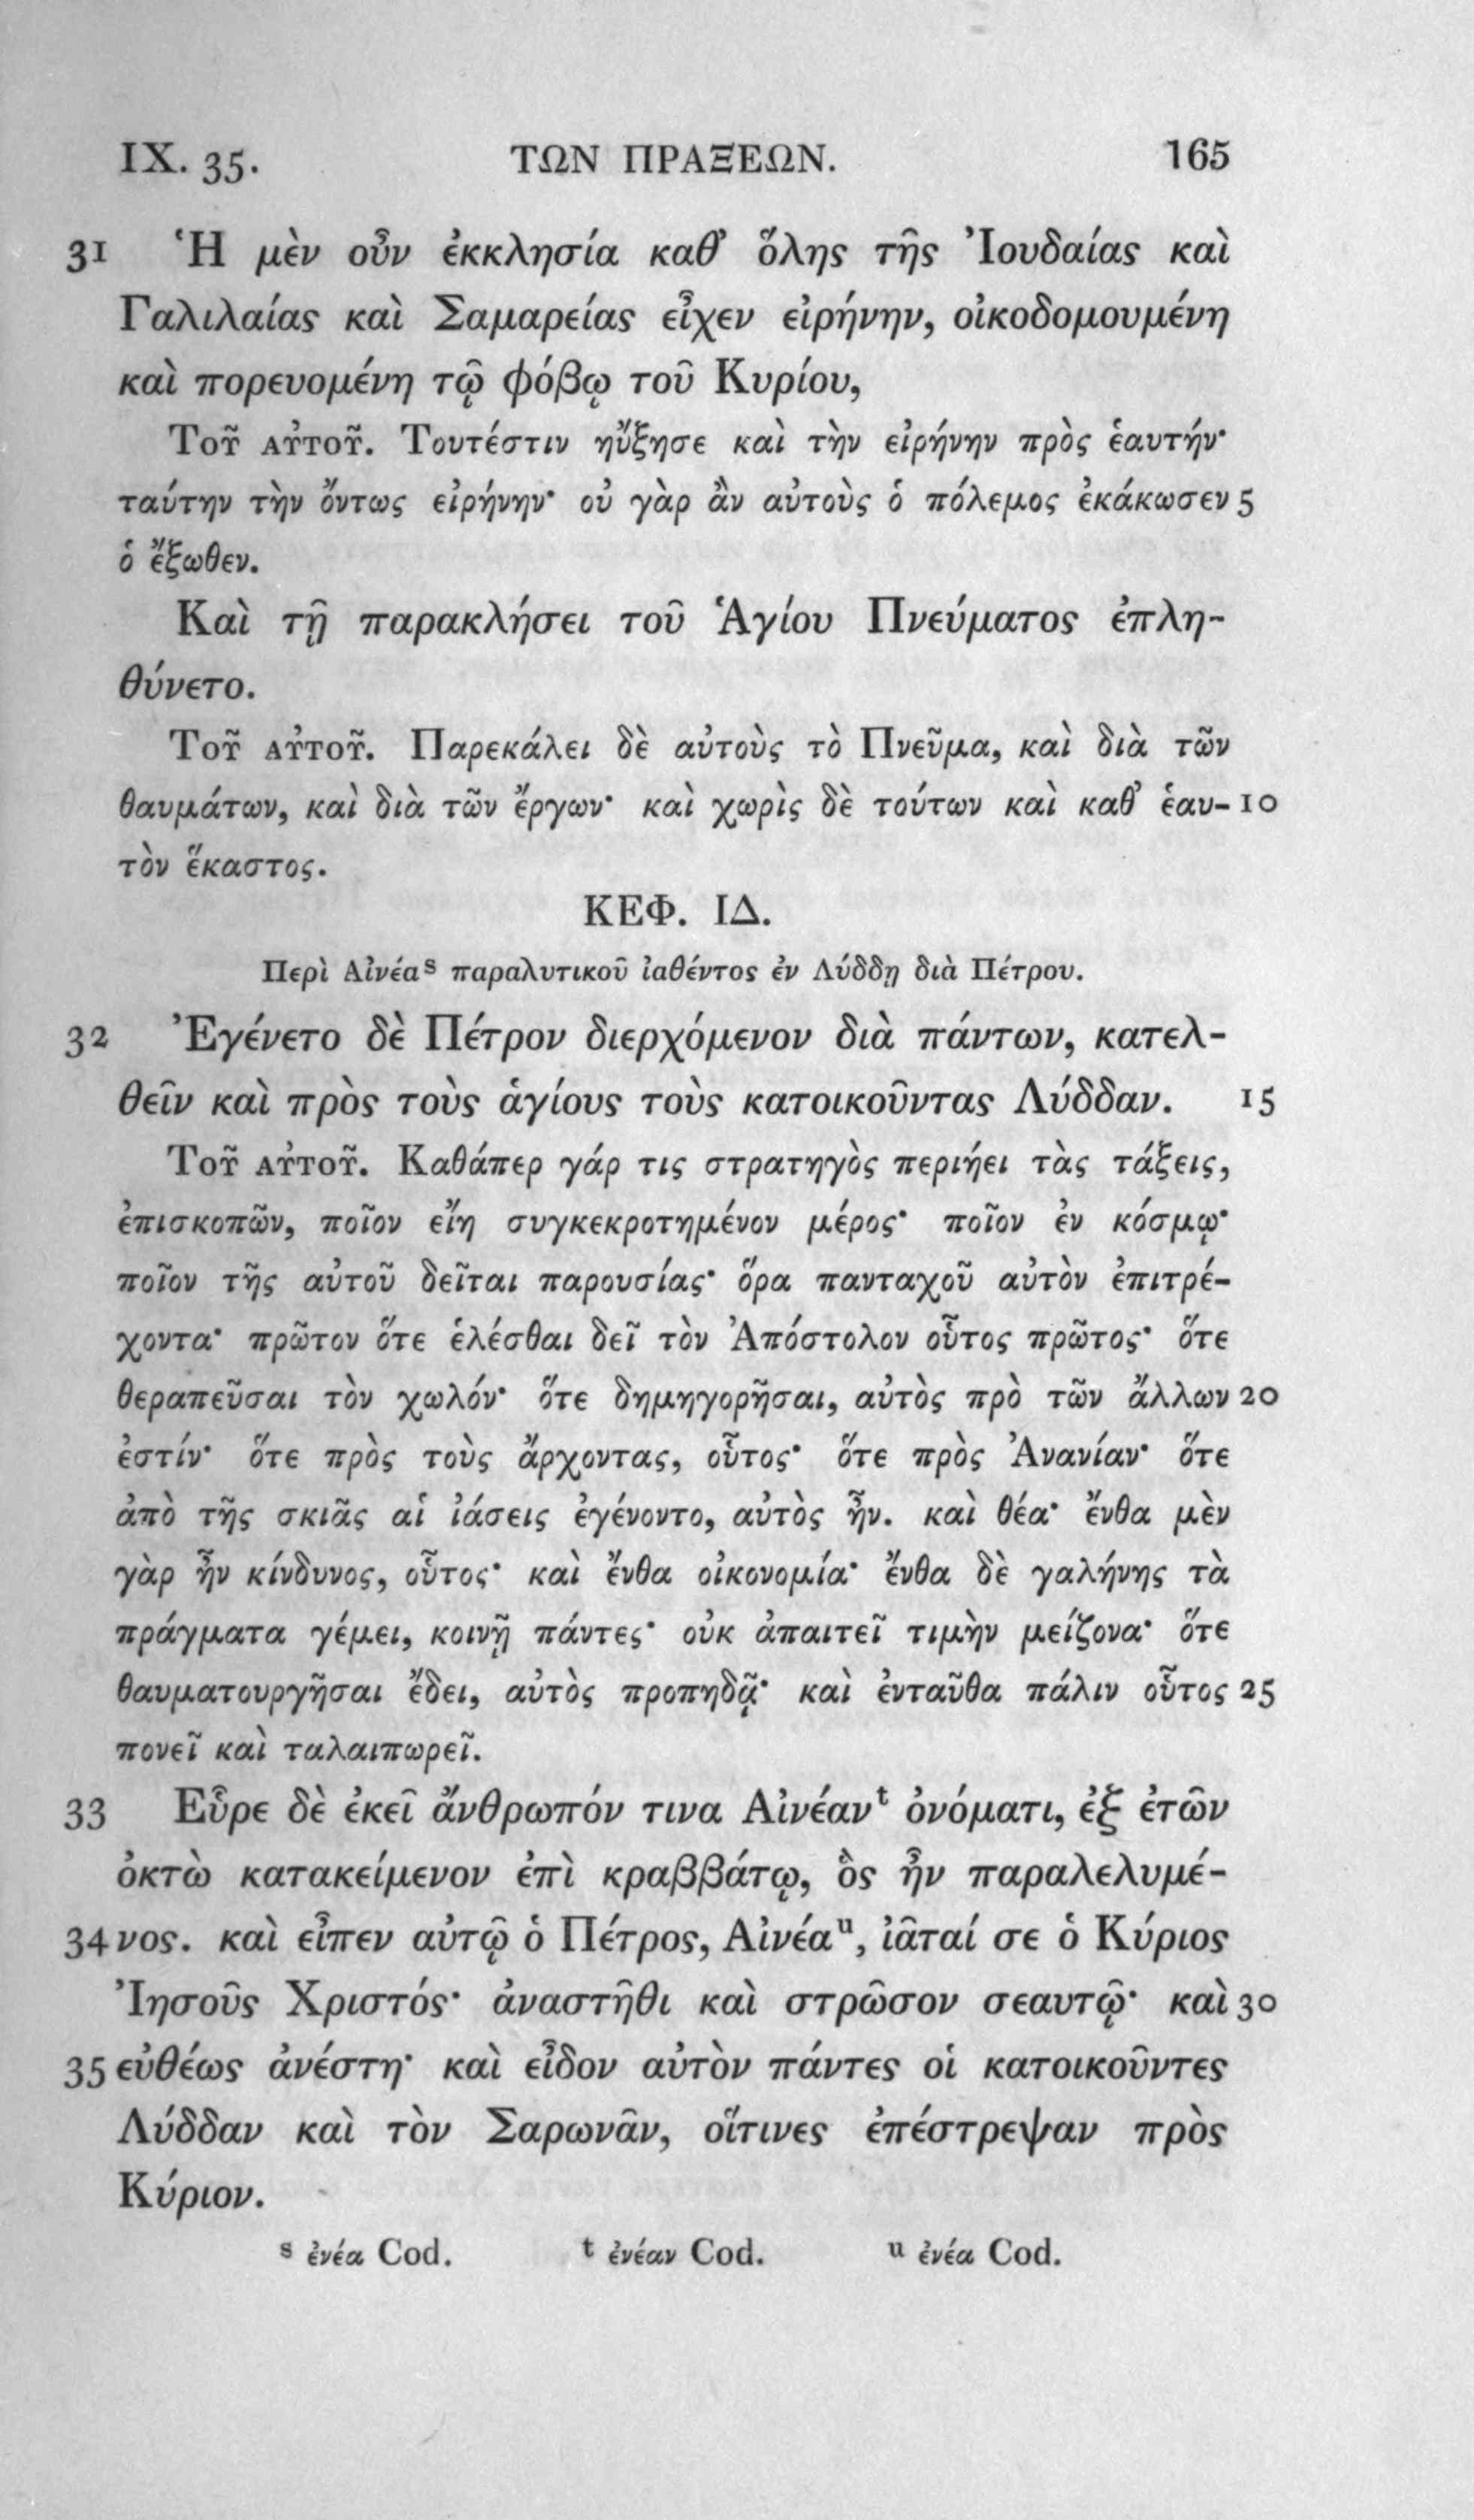 IX. 35. ΤΩΝ ΠΡΑΞΕΩΝ. 165
31 Ἡ μὲν οὖν ἐκκλησία καθ' ὅλης τῆς Ἰουδαίας καὶ
Γαλιλαίας καὶ Σαμαρείας εἶχεν εἰρήνην, οἰκοδομουμένη
καὶ πορευομένη τῷ φόβῳ τοῦ Κυρίου,
Τοῦ αὐτοῦ. Τουτέστιν ηὔξησε καὶ τὴν εἰρήνην πρὸς ἑαυτήν·
ταύτην τὴν ὄντως εἰρήνην· οὐ γὰρ ἂν αὐτοὺς ὁ πόλεμος ἐκάκωσεν 5
ὁ ἔξωθεν.
Καὶ τῇ παρακλήσει τοῦ Ἁγίου Πνεύματος ἐπλη-
θύνετο.
Τοῦ αὐτοῦ. Παρεκάλει δὲ αὐτοὺς τὸ Πνεῦμα, καὶ διὰ τῶν
θαυμάτων, καὶ διὰ τῶν ἔργων· καὶ χωρὶς δὲ τούτων καὶ καθ' ἑαυ- 10
τὸν ἕκαστος.
ΚΕΦ. ΙΔ.
Περὶ Αἰνέα s παραλυτικοῦ ἰαθέντος ἐν Λύδδῃ διὰ Πέτρου.
32 Ἐγένετο δὲ Πέτρον διερχόμενον διὰ πάντων, κατελ-
θεῖν καὶ πρὸς τοὺς ἁγίους τοὺς κατοικοῦντας Λύδδαν. 15
Τοῦ αὐτοῦ. Καθάπερ γάρ τις στρατηγὸς περιῄει τὰς τάξεις,
ἐπισκοπῶν, ποῖον εἴη συγκεκροτημένον μέρος· ποῖον ἐν κόσμῳ·
ποῖον τῆς αὐτοῦ δεῖται παρουσίας· ὅρα πανταχοῦ αὐτὸν ἐπιτρέ-
χοντα· πρῶτον ὅτε ἑλέσθαι δεῖ τὸν Ἀπόστολον οὗτος πρῶτος· ὅτε
θεραπεῦσαι τὸν χωλόν· ὅτε δημηγορῆσαι, αὐτὸς πρὸ τῶν ἄλλων 20
ἐστίν· ὅτε πρὸς τοὺς ἄρχοντας, οὗτος· ὅτε πρὸς Ἀνανίαν· ὅτε
ἀπὸ τῆς σκιᾶς αἱ ἰάσεις ἐγένοντο, αὐτὸς ἦν. καὶ θέα· ἔνθα μὲν
γὰρ ἦν κίνδυνος, οὗτος· καὶ ἔνθα οἰκονομία· ἔνθα δὲ γαλήνης τὰ
πράγματα γέμει, κοινῇ πάντες· οὐκ ἀπαιτεῖ τιμὴν μείζονα· ὅτε
θαυματουργῆσαι ἔδει, αὐτὸς προπηδᾷ· καὶ ἐνταῦθα πάλιν οὗτος 25
πονεῖ καὶ ταλαιπωρεῖ.
33 Εὗρε δὲ ἐκεῖ ἄνθρωπόν τινα Αἰνέαν t ὀνόματι, ἐξ ἐτῶν
ὀκτὼ κατακείμενον ἐπὶ κραββάτῳ, ὃς ἦν παραλελυμέ-
34 νος. καὶ εἶπεν αὐτῷ ὁ Πέτρος, Αἰνέα u, ἰᾶταί σε ὁ Κύριος
Ἰησοῦς Χριστός· ἀναστῆθι καὶ στρῶσον σεαυτῷ· καὶ 30
35 εὐθέως ἀνέστη· καὶ εἶδον αὐτὸν πάντες οἱ κατοικοῦντες
Λύδδαν καὶ τὸν Σαρωνᾶν, οἵτινες ἐπέστρεψαν πρὸς
Κύριον.
s ἐνέα Cod. t ἐνέαν Cod. u ἐνέα Cod.